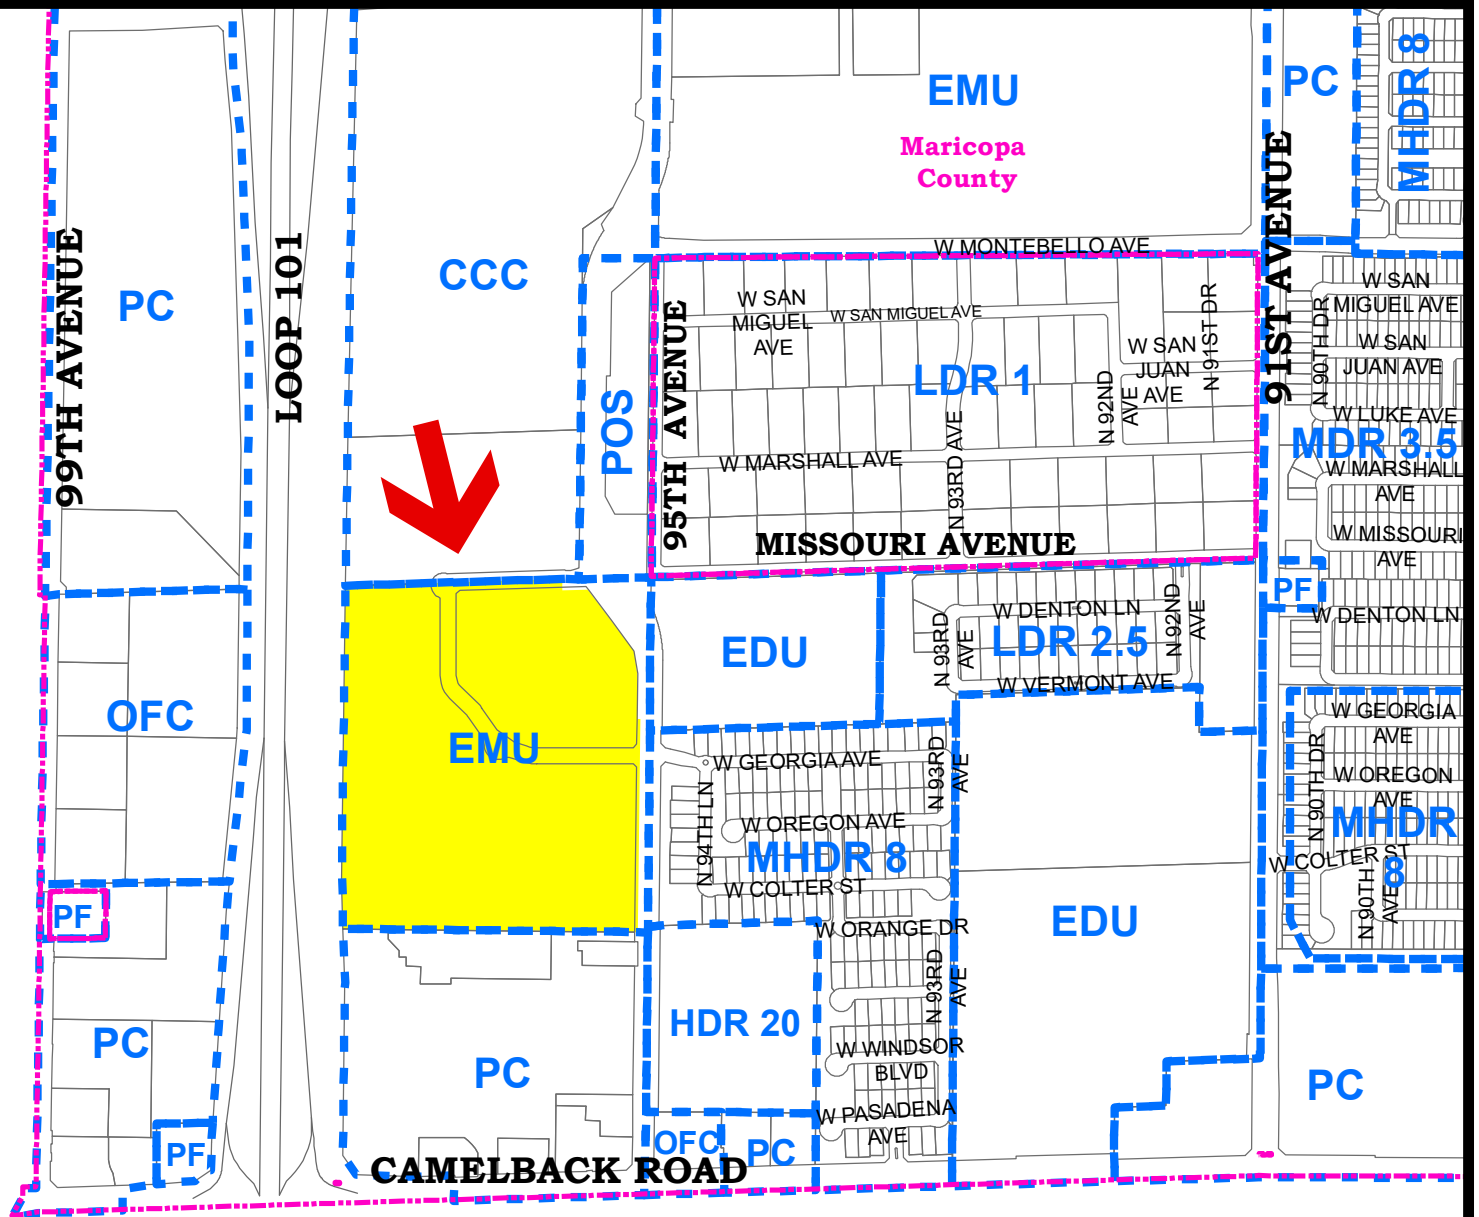 EMU
PC
MHDR 8
Maricopa
County
91ST AVENUE
W MONTEBELLO AVE
99TH AVENUE
PC
LOOP 101
CCC
POS
95TH AVENUE
W SAN
MIGUEL
AVE
W SAN MIGUEL AVE
LDR 1
W SAN
JUAN
AVE
N 91ST DR
N 92ND
AVE
W MARSHALL AVE
N 93RD AVE
MISSOURI AVENUE
N 90TH DR
W SAN
MIGUEL AVE
W SAN
JUAN AVE
W LUKE AVE
MDR 3.5
W MARSHALL
AVE
W MISSOURI
AVE
PF
W DENTON LN
EDU
W DENTON LN
N 93RD
AVE
LDR 2.5
N 92ND
AVE
W VERMONT AVE
OFC
EMU
W GEORGIA AVE
N 93RD
AVE
N 94TH LN
W OREGON AVE
MHDR 8
W COLTER ST
W GEORGIA
AVE
N 90TH DR
W OREGON
AVE
MHDR
8
W COLTER ST
N 90TH
AVE
PF
W ORANGE DR
EDU
N 93RD
AVE
HDR 20
PC
PC
W WINDSOR
BLVD
PC
W PASADENA
AVE
PF
OFC
PC
CAMELBACK ROAD